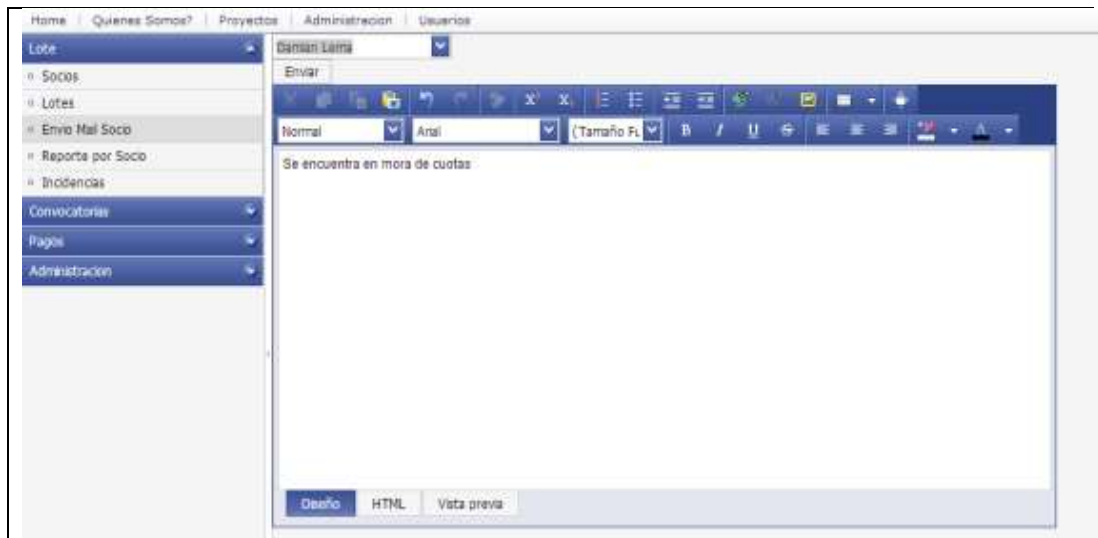 Home | Quienes Somos? | Proyectos | Administracion | Usuarios
Lote
Socios
Lotes
Envio Mail Socio
Reporte por Socio
Incidencias
Convocatorias
Pagos
Administracion
Damian
Enviar
Normal
Arial
(Tamaño Fu
B I U S
Se encuentra en mora de cuotas
Diseño
HTML
Vista previa